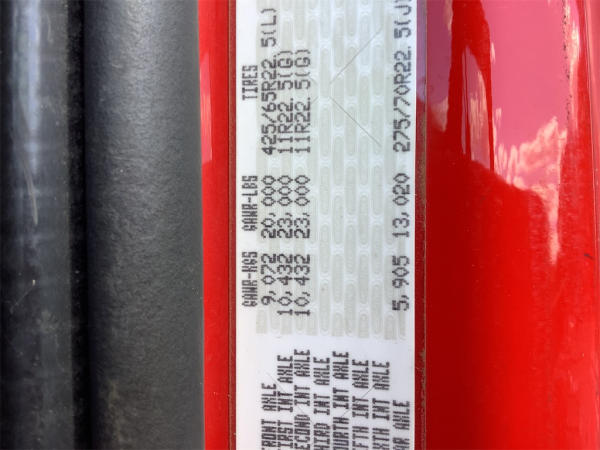 GAWR-KGS GAWR-LBS TIRES
FRONT AXLE 9,072 20,000 425/65R22.5(L)
FIRST INT AXLE 10,432 23,000 11R22.5(G)
SECOND INT AXLE 10,432 23,000 11R22.5(G)
THIRD INT AXLE
FOURTH INT AXLE
FIFTH INT AXLE
SIXTH INT AXLE
REAR AXLE 5,905 13,020 275/70R22.5(J)